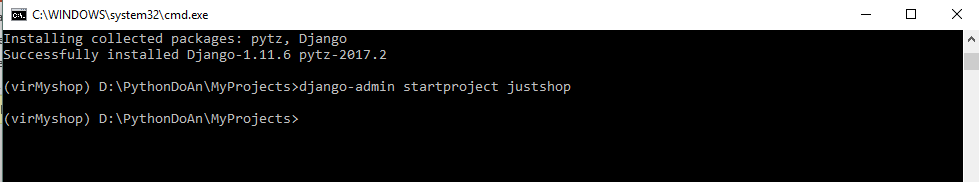 C:\WINDOWS\system32\cmd.exe
Installing collected packages: pytz, Django
Successfully installed Django-1.11.6 pytz-2017.2
(virMyshop) D:\PythonDoAn\MyProjects>django-admin startproject justshop
(virMyshop) D:\PythonDoAn\MyProjects>